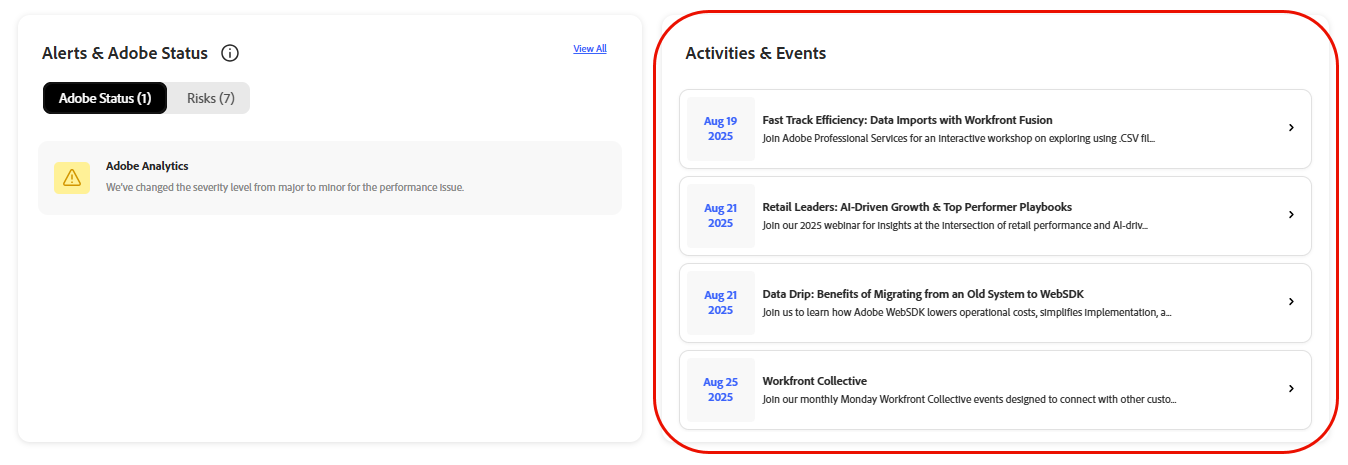 Alerts & Adobe Status
View All
Adobe Status (1)
Risks (7)
Adobe Analytics
We've changed the severity level from major to minor for the performance issue.
Activities & Events
Aug 19
2025
Fast Track Efficiency: Data Imports with Workfront Fusion
Join Adobe Professional Services for an interactive workshop on exploring using .CSV fil...
Aug 21
2025
Retail Leaders: AI-Driven Growth & Top Performer Playbooks
Join our 2025 webinar for insights at the intersection of retail performance and AI-driv...
Aug 21
2025
Data Drip: Benefits of Migrating from an Old System to WebSDK
Join us to learn how Adobe WebSDK lowers operational costs, simplifies implementation, a...
Aug 25
2025
Workfront Collective
Join our monthly Monday Workfront Collective events designed to connect with other custo...